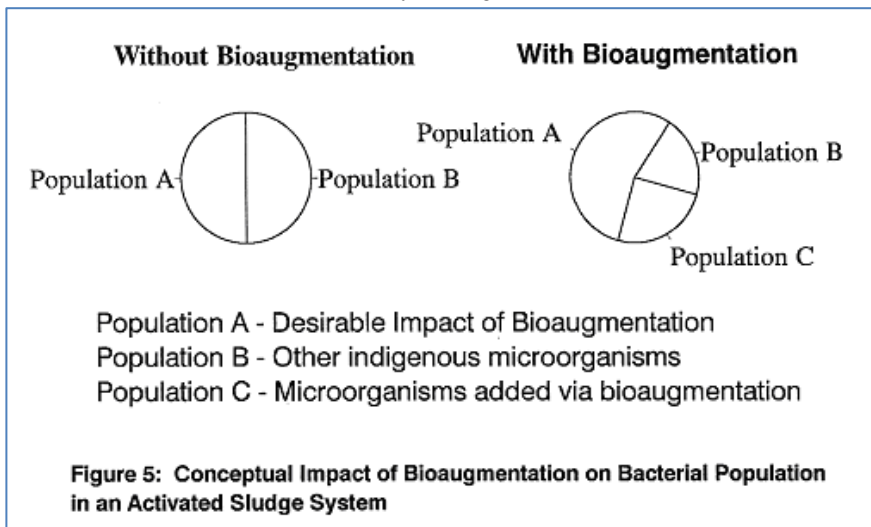 Without Bioaugmentation
With Bioaugmentation
Population A
Population B
Population A
Population B
Population C
Population A - Desirable Impact of Bioaugmentation
Population B - Other indigenous microorganisms
Population C - Microorganisms added via bioaugmentation
Figure 5: Conceptual Impact of Bioaugmentation on Bacterial Population
in an Activated Sludge System